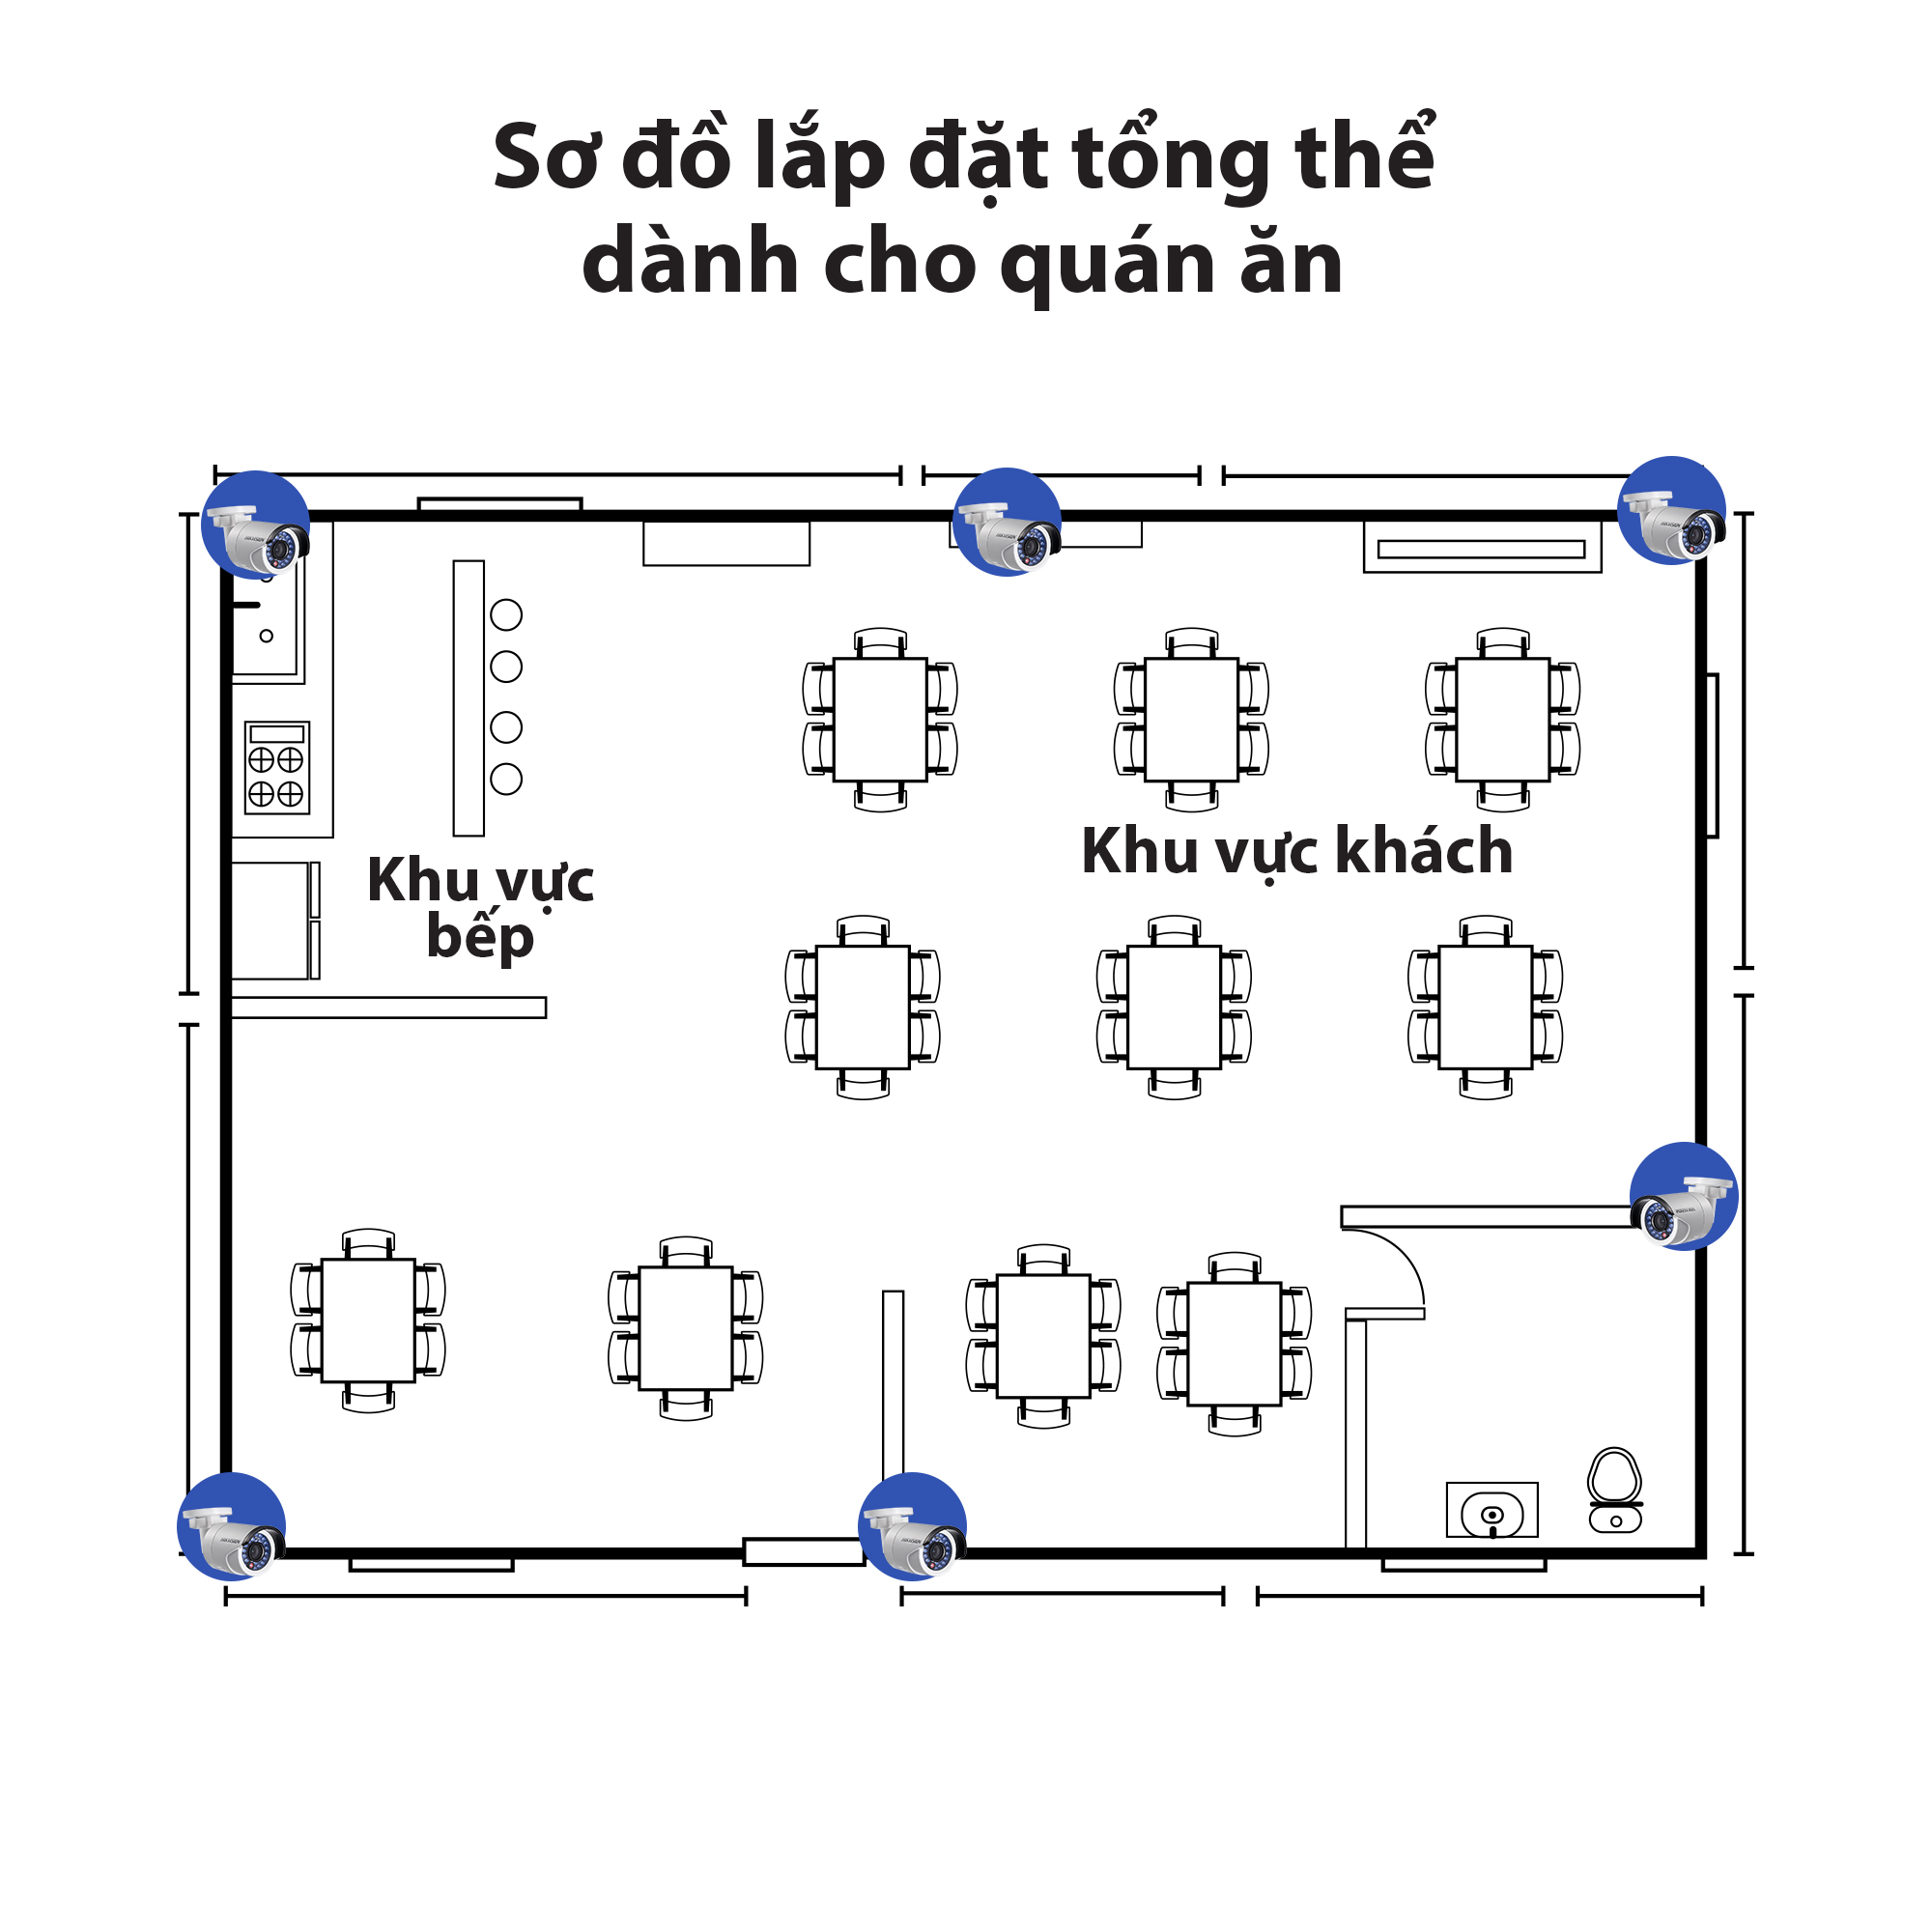 Sơ đồ lắp đặt tổng thể
dành cho quán ăn
Khu vực khách
Khu vực
bếp